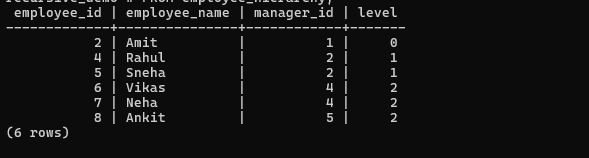 recursive_demo # FROM employee_hierarchy;
 employee_id | employee_name | manager_id | level
-------------+---------------+------------+-------
           2 | Amit          |          1 |     0
           4 | Rahul         |          2 |     1
           5 | Sneha         |          2 |     1
           6 | Vikas         |          4 |     2
           7 | Neha          |          4 |     2
           8 | Ankit         |          5 |     2
(6 rows)